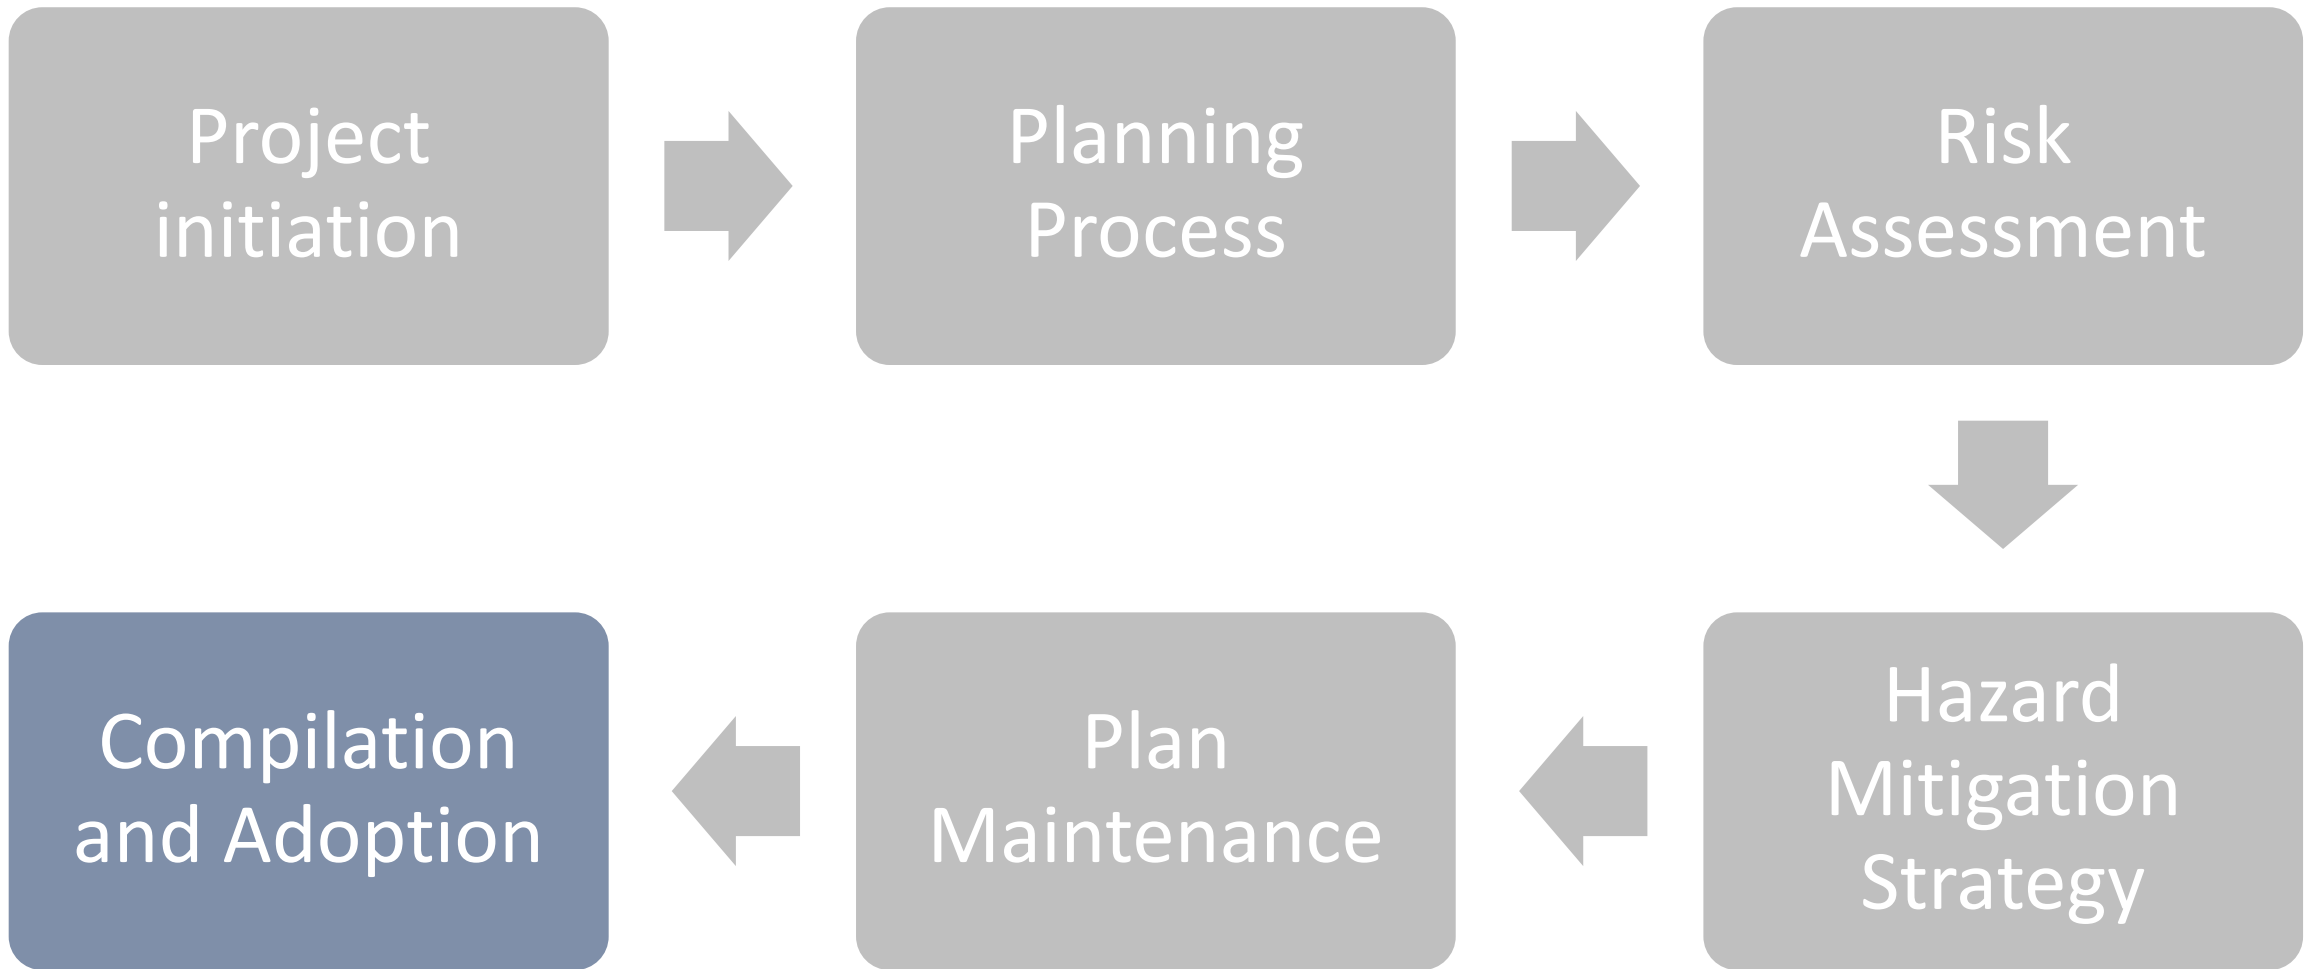 Project
initiation
Planning
Process
Risk
Assessment
Hazard
Mitigation
Strategy
Plan
Maintenance
Compilation
and Adoption